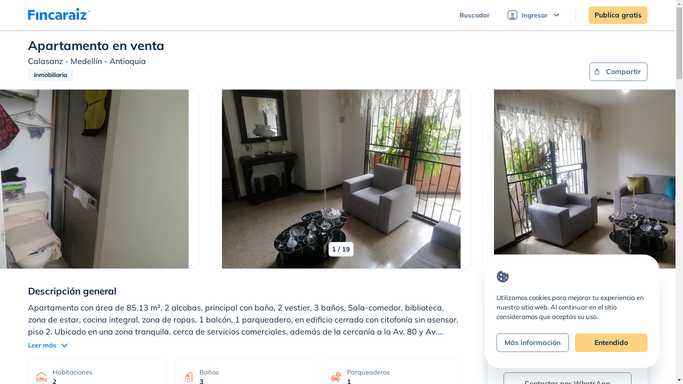 Fincaraiz
Buscador
Ingresar
Publica gratis
Apartamento en venta
Calasanz - Medellín - Antioquia
Inmobiliaria
Compartir
1 / 19
Descripción general
Apartamento con área de 85.13 m², 2 alcobas, principal con baño, 2 vestier, 3 baños, Sala-comedor, biblioteca,
zona de estar, cocina integral, zona de ropas, 1 balcón, 1 parqueadero, en edificio cerrado con citofonía sin asensor,
piso 2. Ubicado en una zona tranquila, cerca de servicios comerciales, además de la cercanía a la Av. 80 y Av....
Leer más
Habitaciones
2
Baños
3
Parqueaderos
1
Utilizamos cookies para mejorar tu experiencia en
nuestro sitio web. Al continuar en el sitio
consideramos que aceptas su uso.
Más información
Entendido
Contactar por WhatsApp